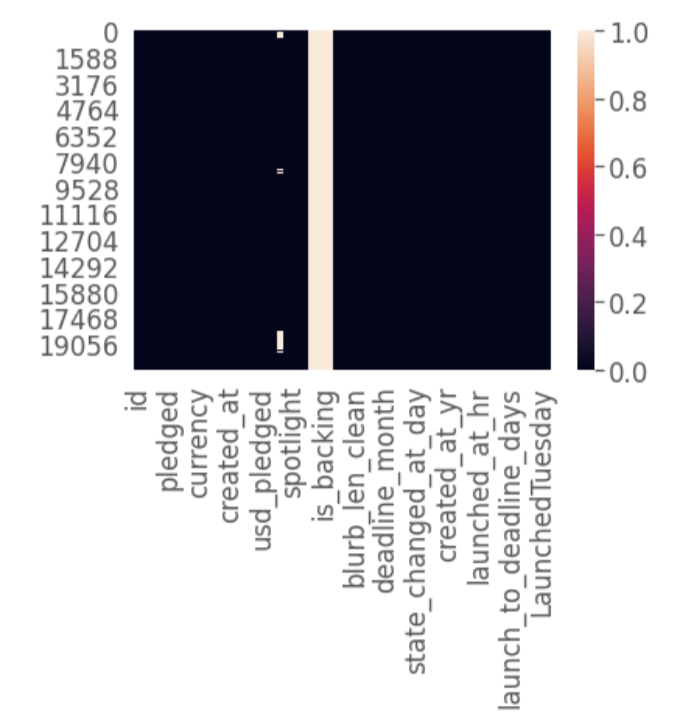 0
1588
3176
4764
6352
7940
9528
11116
12704
14292
15880
17468
19056
1.0
0.8
0.6
0.4
0.2
0.0
id
pledged
currency
created_at
usd_pledged
spotlight
is_backing
blurb_len_clean
deadline_month
state_changed_at_day
created_at_yr
launched_at_hr
launch_to_deadline_days
LaunchedTuesday